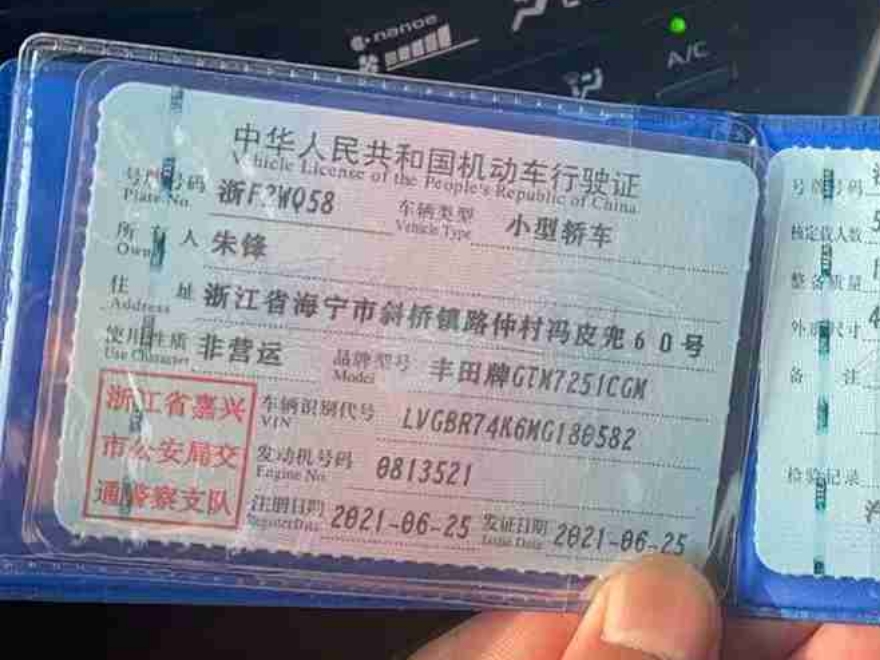 nanoe
A/C
中华人民共和国机动车行驶证
Vehicle License of the People's Republic of China
号牌号码 浙F2WQ58 车辆类型 小型轿车
Plate No. Vehicle Type
所有人 朱锋
Owner
住址 浙江省海宁市斜桥镇路仲村冯皮兜60号
Address
使用性质 非营运 品牌型号 丰田牌GTM7251CGM
Use Character Model
浙江省嘉兴
市公安局交
通警察支队
车辆识别代号 LVGBR74K6MG180582
VIN
发动机号码 0813521
Engine No.
注册日期 2021-06-25 发证日期 2021-06-25
Register Date Issue Date
号牌号码
核定载人数 5
整备质量
外廓尺寸 4
备注
检验记录